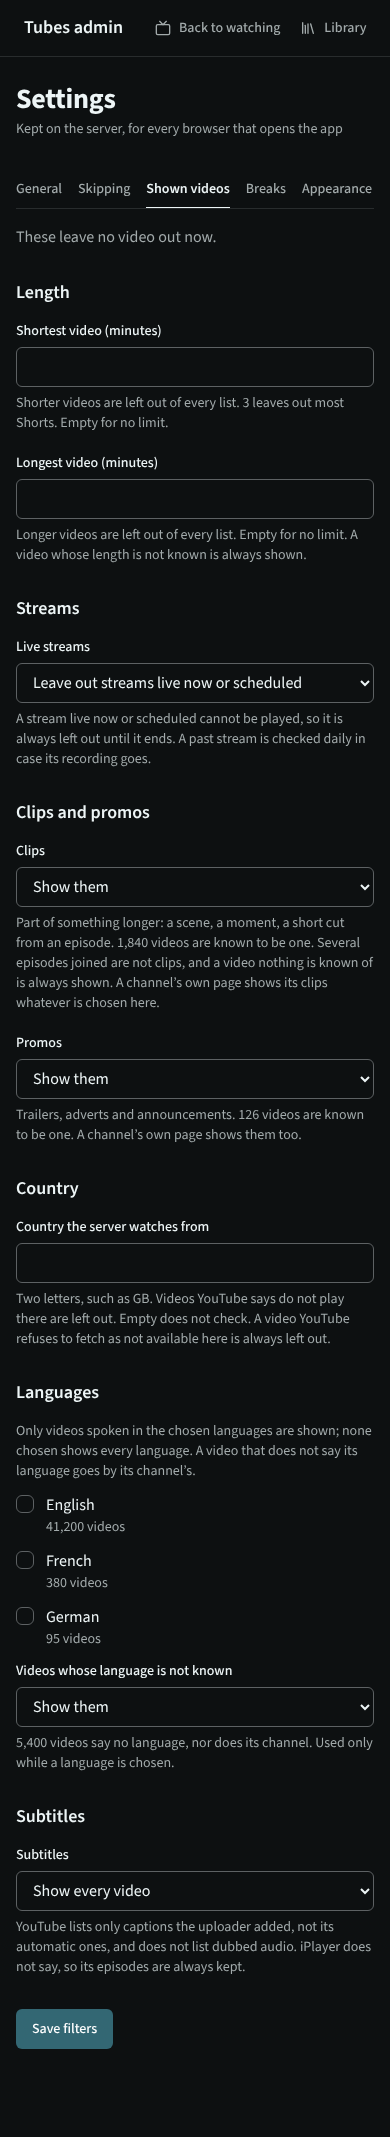 Tubes admin
Back to watching
Library
Settings
Kept on the server, for every browser that opens the app
General
Skipping
Shown videos
Breaks
Appearance
These leave no video out now.
Length
Shortest video (minutes)
Shorter videos are left out of every list. 3 leaves out most
Shorts. Empty for no limit.
Longest video (minutes)
Longer videos are left out of every list. Empty for no limit. A
video whose length is not known is always shown.
Streams
Live streams
Leave out streams live now or scheduled
A stream live now or scheduled cannot be played, so it is
always left out until it ends. A past stream is checked daily in
case its recording goes.
Clips and promos
Clips
Show them
Part of something longer: a scene, a moment, a short cut
from an episode. 1,840 videos are known to be one. Several
episodes joined are not clips, and a video nothing is known of
is always shown. A channel’s own page shows its clips
whatever is chosen here.
Promos
Show them
Trailers, adverts and announcements. 126 videos are known
to be one. A channel’s own page shows them too.
Country
Country the server watches from
Two letters, such as GB. Videos YouTube says do not play
there are left out. Empty does not check. A video YouTube
refuses to fetch as not available here is always left out.
Languages
Only videos spoken in the chosen languages are shown; none
chosen shows every language. A video that does not say its
language goes by its channel’s.
English
41,200 videos
French
380 videos
German
95 videos
Videos whose language is not known
Show them
5,400 videos say no language, nor does its channel. Used only
while a language is chosen.
Subtitles
Subtitles
Show every video
YouTube lists only captions the uploader added, not its
automatic ones, and does not list dubbed audio. iPlayer does
not say, so its episodes are always kept.
Save filters